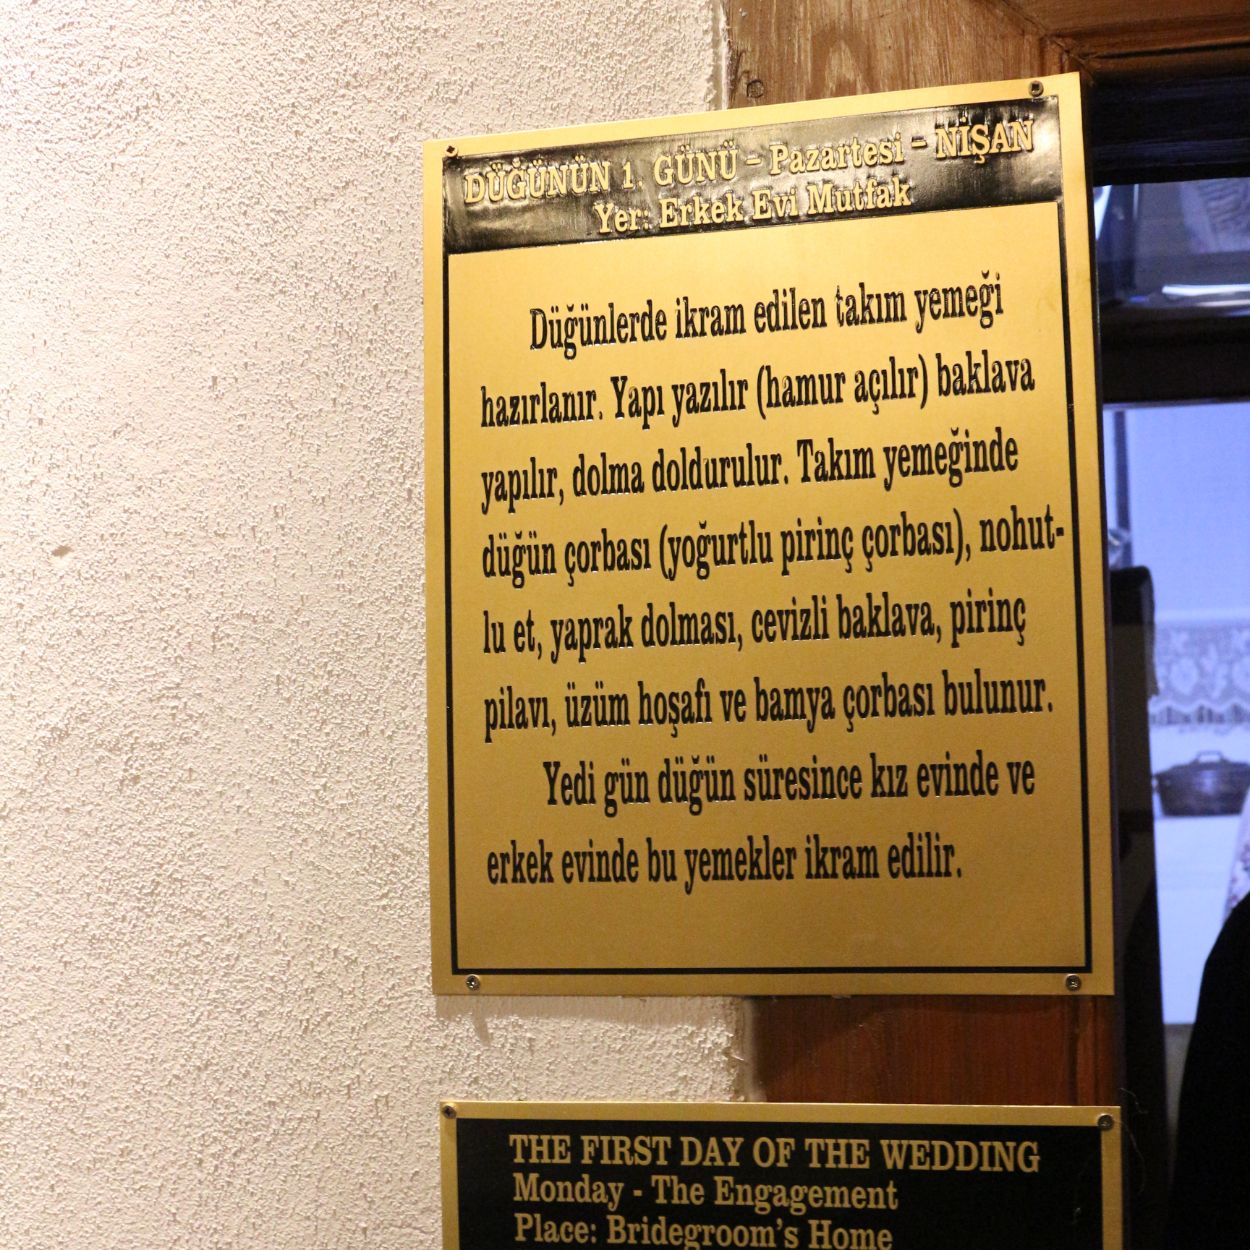 DÜĞÜNÜN 1. GÜNÜ - Pazartesi - NİŞAN
Yer: Erkek Evi Mutfak
Düğünlerde ikram edilen takım yemeği
hazırlanır. Yapı yazılır (hamur açılır) baklava
yapılır, dolma doldurulur. Takım yemeğinde
düğün çorbası (yoğurtlu pirinç çorbası), nohut-
lu et, yaprak dolması, cevizli baklava, pirinç
pilavı, üzüm hoşafı ve bamya çorbası bulunur.
Yedi gün düğün süresince kız evinde ve
erkek evinde bu yemekler ikram edilir.
THE FIRST DAY OF THE WEDDING
Monday - The Engagement
Place: Bridegroom's Home